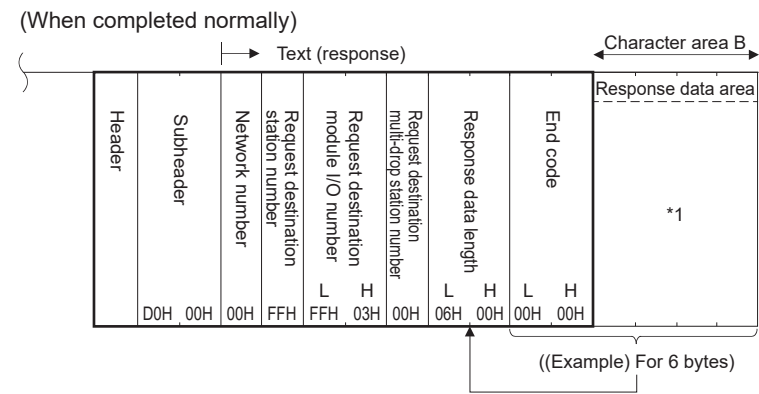 (When completed normally)
Text (response)
Character area B
Response data area
Header
Subheader
Network number
Request destination
station number
Request destination
module I/O number
Request destination
multi-drop station number
Response data length
End code
*1
L H L H L H
D0H 00H 00H FFH FFH 03H 00H 06H 00H 00H 00H
((Example) For 6 bytes)